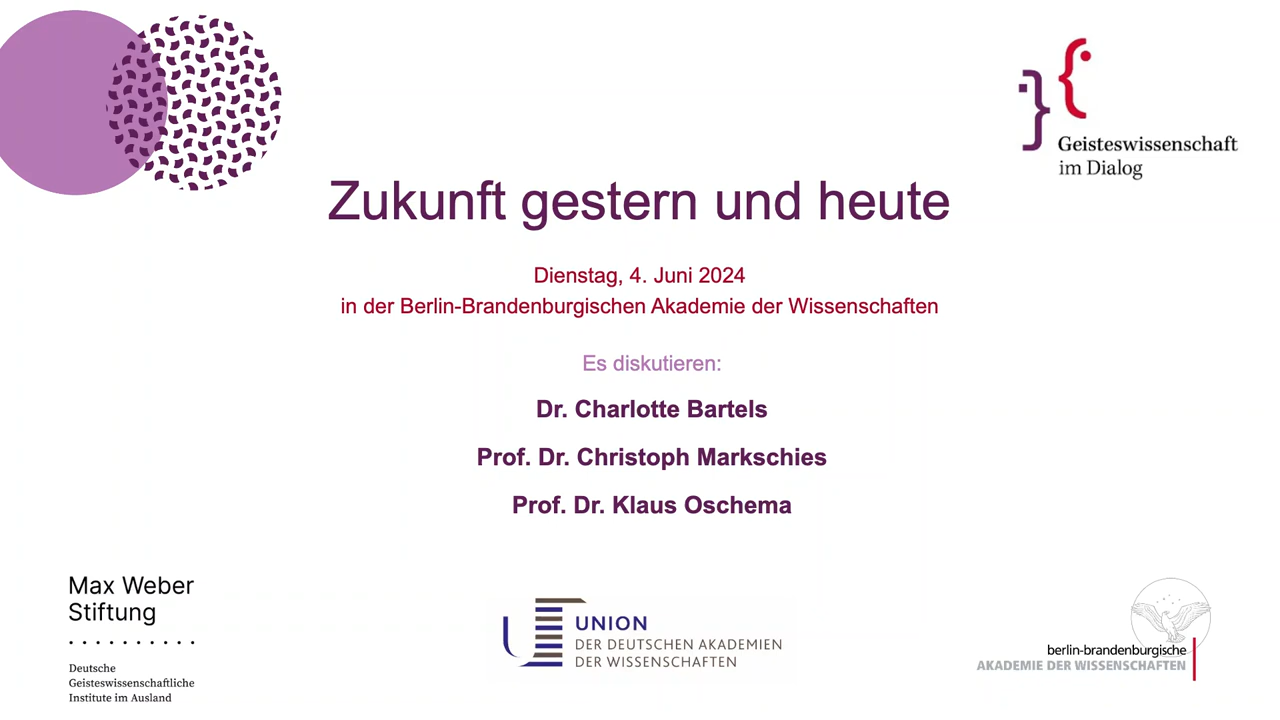 Geisteswissenschaft
im Dialog
Zukunft gestern und heute
Dienstag, 4. Juni 2024
in der Berlin-Brandenburgischen Akademie der Wissenschaften
Es diskutieren:
Dr. Charlotte Bartels
Prof. Dr. Christoph Markschies
Prof. Dr. Klaus Oschema
Max Weber
Stiftung
Deutsche
Geisteswissenschaftliche
Institute im Ausland
UNION
DER DEUTSCHEN AKADEMIEN
DER WISSENSCHAFTEN
berlin-brandenburgische
AKADEMIE DER WISSENSCHAFTEN